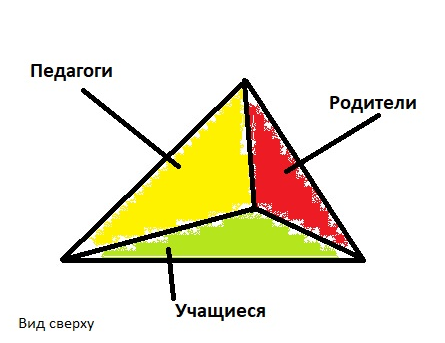 Педагоги
Родители
Учащиеся
Вид сверху